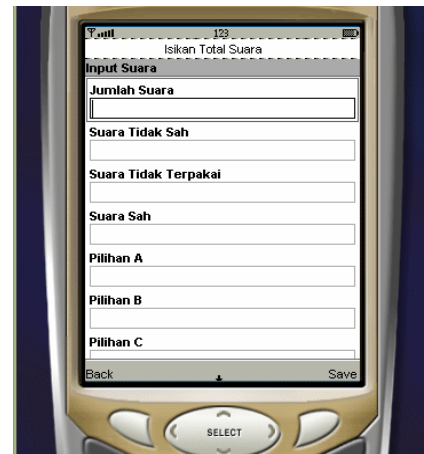 123
Isikan Total Suara
Input Suara
Jumlah Suara
Suara Tidak Sah
Suara Tidak Terpakai
Suara Sah
Pilihan A
Pilihan B
Pilihan C
Back Save
SELECT